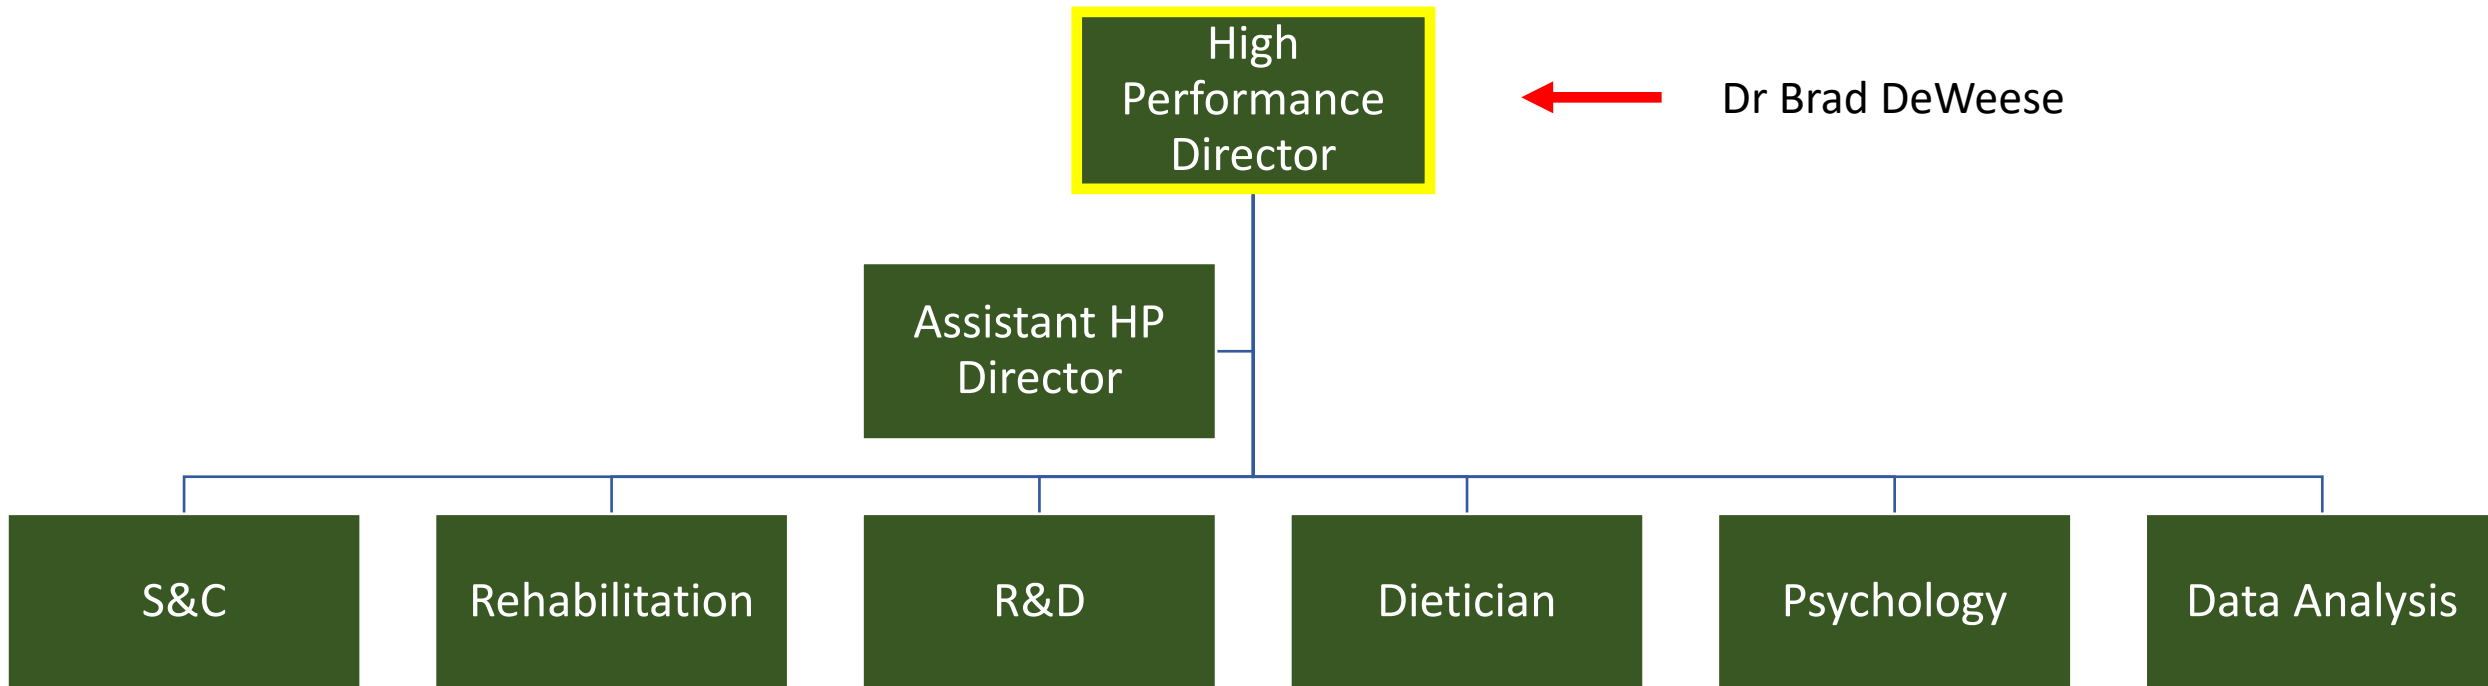 High
Performance
Director
Dr Brad DeWeese
Assistant HP
Director
S&C
Rehabilitation
R&D
Dietician
Psychology
Data Analysis